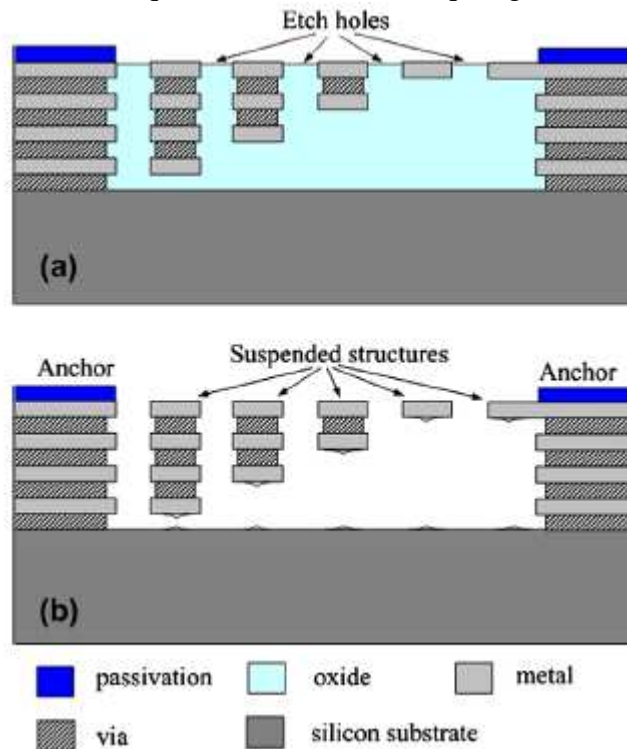 Etch holes
(a)
Suspended structures
Anchor
Anchor
(b)
passivation
oxide
metal
via
silicon substrate